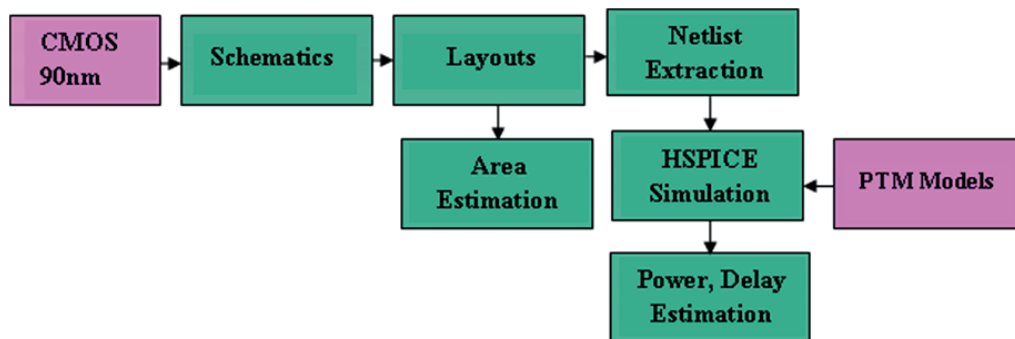 CMOS
90nm
Schematics
Layouts
Netlist
Extraction
Area
Estimation
HSPICE
Simulation
PTM Models
Power, Delay
Estimation